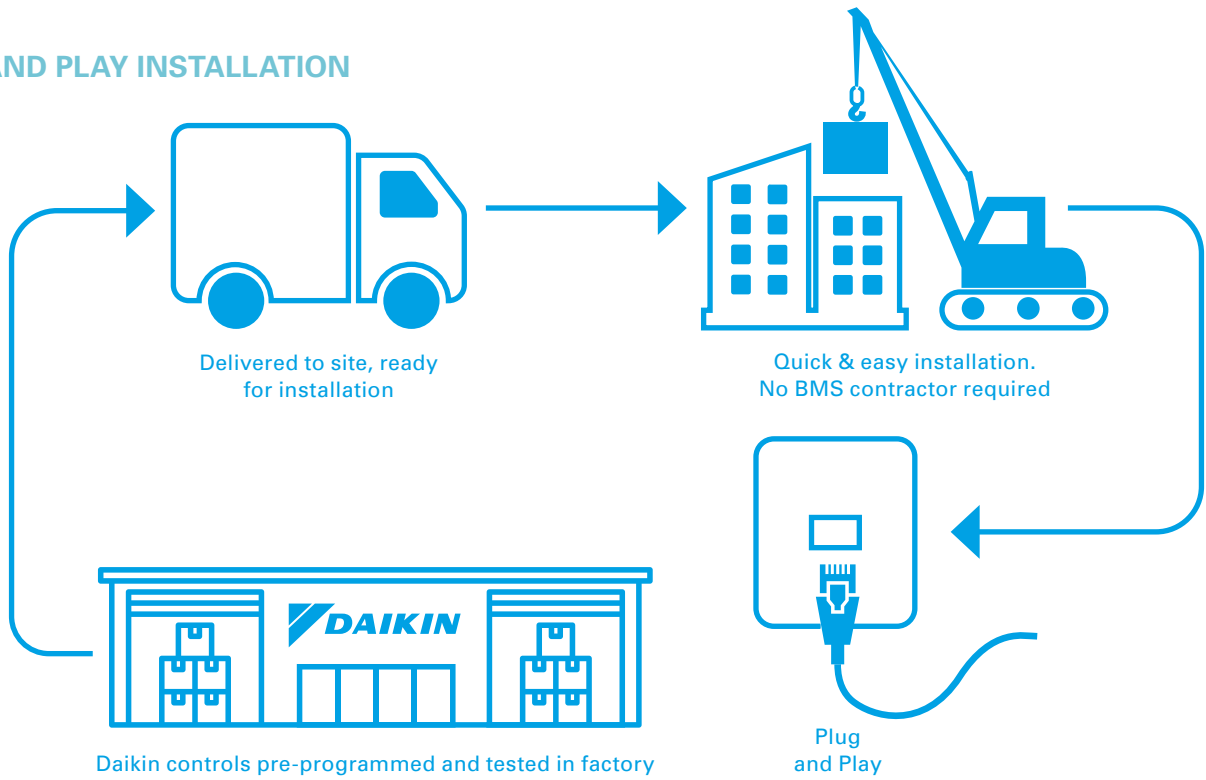 AND PLAY INSTALLATION
Delivered to site, ready
for installation
Quick & easy installation.
No BMS contractor required
DAIKIN
Daikin controls pre-programmed and tested in factory
Plug
and Play